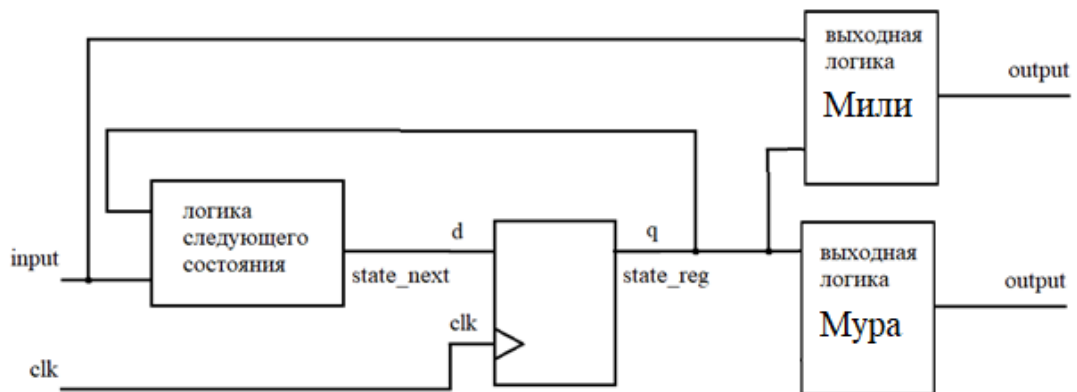 выходная
логика
Мили
output
логика
следующего
состояния
input
d
state_next
clk
q
state_reg
выходная
логика
Мура
output
clk